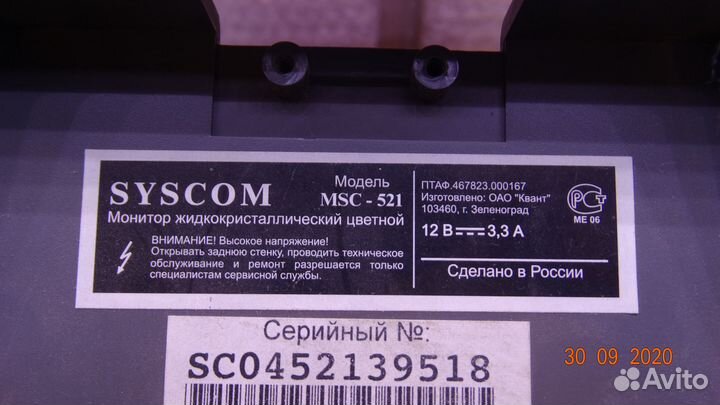 SYSCOM
Модель
MSC - 521
Монитор жидкокристаллический цветной
ВНИМАНИЕ! Высокое напряжение!
Открывать заднюю стенку, проводить техническое
обслуживание и ремонт разрешается только
специалистам сервисной службы.
ПТАФ.467823.000167
Изготовлено: ОАО "Квант"
103460, г. Зеленоград
12 В 3,3 А
Сделано в России
РСТ
МЕ 06
Серийный №:
SC0452139518
30 09 2020
Avito